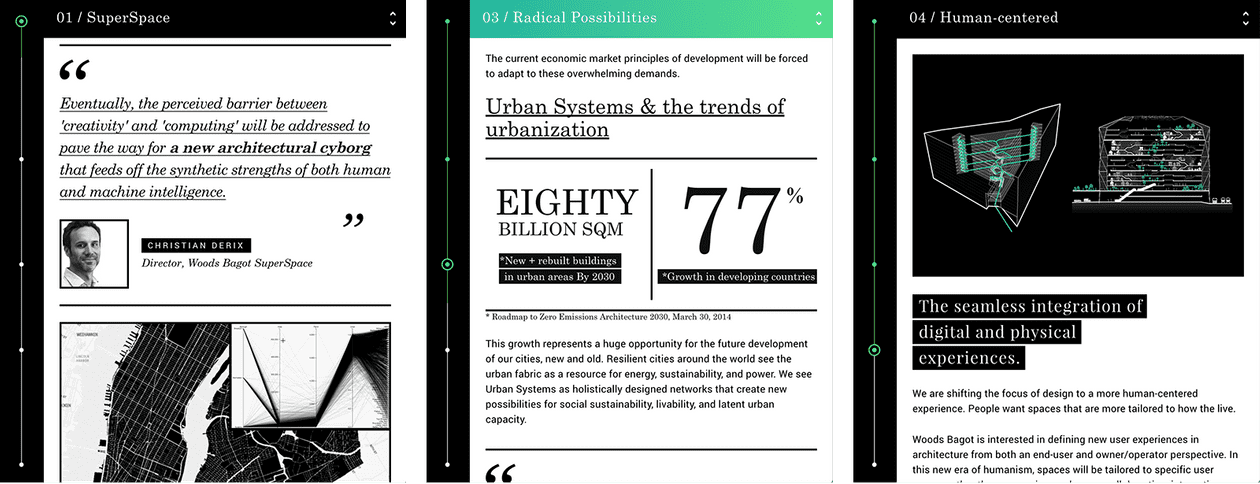 01 / SuperSpace
“
Eventually, the perceived barrier between
'creativity' and 'computing' will be addressed to
pave the way for a new architectural cyborg
that feeds off the synthetic strengths of both human
and machine intelligence.
”
CHRISTIAN DERIX
Director, Woods Bagot SuperSpace
WEEHAWKEN
03 / Radical Possibilities
The current economic market principles of development will be forced
to adapt to these overwhelming demands.
Urban Systems & the trends of
urbanization
EIGHTY
BILLION SQM
*New + rebuilt buildings
in urban areas By 2030
77%
*Growth in developing countries
* Roadmap to Zero Emissions Architecture 2030, March 30, 2014
This growth represents a huge opportunity for the future development
of our cities, new and old. Resilient cities around the world see the
urban fabric as a resource for energy, sustainability, and power. We see
Urban Systems as holistically designed networks that create new
possibilities for social sustainability, livability, and latent urban
capacity.
“
04 / Human-centered
The seamless integration of
digital and physical
experiences.
We are shifting the focus of design to a more human-centered
experience. People want spaces that are more tailored to how the live.
Woods Bagot is interested in defining new user experiences in
architecture from both an end-user and owner/operator perspective. In
this new era of humanism, spaces will be tailored to specific user